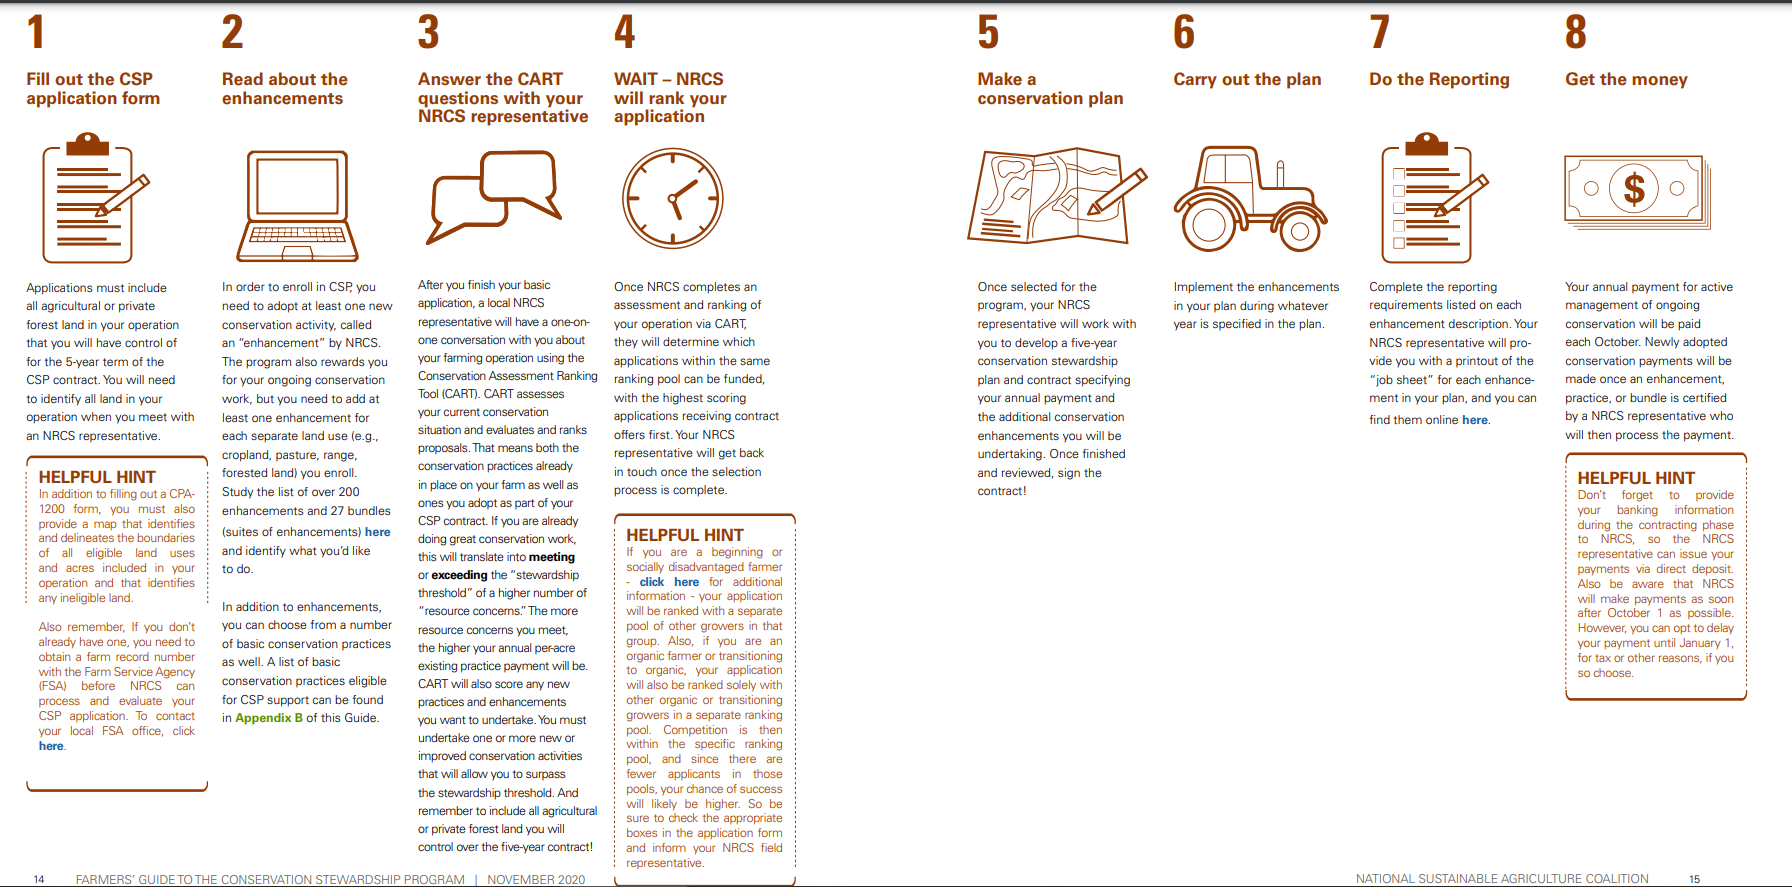 1
Fill out the CSP
application form
Applications must include
all agricultural or private
forest land in your operation
that you will have control of
for the 5-year term of the
CSP contract. You will need
to identify all land in your
operation when you meet with
an NRCS representative.
HELPFUL HINT
In addition to filling out a CPA-
1200 form, you must also
provide a map that identifies
and delineates the boundaries
of all eligible land uses
and acres included in your
operation and that identifies
any ineligible land.
Also remember, If you don't
already have one, you need to
obtain a farm record number
with the Farm Service Agency
(FSA) before NRCS can
process and evaluate your
CSP application. To contact
your local FSA office, click
here.
2
Read about the
enhancements
In order to enroll in CSP, you
need to adopt at least one new
conservation activity, called
an “enhancement” by NRCS.
The program also rewards you
for your ongoing conservation
work, but you need to add at
least one enhancement for
each separate land use (e.g.,
cropland, pasture, range,
forested land) you enroll.
Study the list of over 200
enhancements and 27 bundles
(suites of enhancements) here
and identify what you’d like
to do.
In addition to enhancements,
you can choose from a number
of basic conservation practices
as well. A list of basic
conservation practices eligible
for CSP support can be found
in Appendix B of this Guide.
3
Answer the CART
questions with your
NRCS representative
After you finish your basic
application, a local NRCS
representative will have a one-on-
one conversation with you about
your farming operation using the
Conservation Assessment Ranking
Tool (CART). CART assesses
your current conservation
situation and evaluates and ranks
proposals. That means both the
conservation practices already
in place on your farm as well as
ones you adopt as part of your
CSP contract. If you are already
doing great conservation work,
this will translate into meeting
or exceeding the “stewardship
threshold” of a higher number of
“resource concerns.” The more
resource concerns you meet,
the higher your annual per-acre
existing practice payment will be.
CART will also score any new
practices and enhancements
you want to undertake. You must
undertake one or more new or
improved conservation activities
that will allow you to surpass
the stewardship threshold. And
remember to include all agricultural
or private forest land you will
control over the five-year contract!
4
WAIT – NRCS
will rank your
application
Once NRCS completes an
assessment and ranking of
your operation via CART,
they will determine which
applications within the same
ranking pool can be funded,
with the highest scoring
applications receiving contract
offers first. Your NRCS
representative will get back
in touch once the selection
process is complete.
HELPFUL HINT
If you are a beginning or
socially disadvantaged farmer
- click here for additional
information - your application
will be ranked with a separate
pool of other growers in that
group. Also, if you are an
organic farmer or transitioning
to organic, your application
will also be ranked solely with
other organic or transitioning
growers in a separate ranking
pool. Competition is then
within the specific ranking
pool, and since there are
fewer applicants in those
pools, your chance of success
will likely be higher. So be
sure to check the appropriate
boxes in the application form
and inform your NRCS field
representative.
14 FARMERS' GUIDE TO THE CONSERVATION STEWARDSHIP PROGRAM | NOVEMBER 2020
5
Make a
conservation plan
Once selected for the
program, your NRCS
representative will work with
you to develop a five-year
conservation stewardship
plan and contract specifying
your annual payment and
the additional conservation
enhancements you will be
undertaking. Once finished
and reviewed, sign the
contract!
6
Carry out the plan
Implement the enhancements
in your plan during whatever
year is specified in the plan.
7
Do the Reporting
Complete the reporting
requirements listed on each
enhancement description. Your
NRCS representative will pro-
vide you with a printout of the
“job sheet” for each enhance-
ment in your plan, and you can
find them online here.
8
Get the money
$
Your annual payment for active
management of ongoing
conservation will be paid
each October. Newly adopted
conservation payments will be
made once an enhancement,
practice, or bundle is certified
by a NRCS representative who
will then process the payment.
HELPFUL HINT
Don't forget to provide
your banking information
during the contracting phase
to NRCS, so the NRCS
representative can issue your
payments via direct deposit.
Also be aware that NRCS
will make payments as soon
after October 1 as possible.
However, you can opt to delay
your payment until January 1,
for tax or other reasons, if you
so choose.
NATIONAL SUSTAINABLE AGRICULTURE COALITION 15